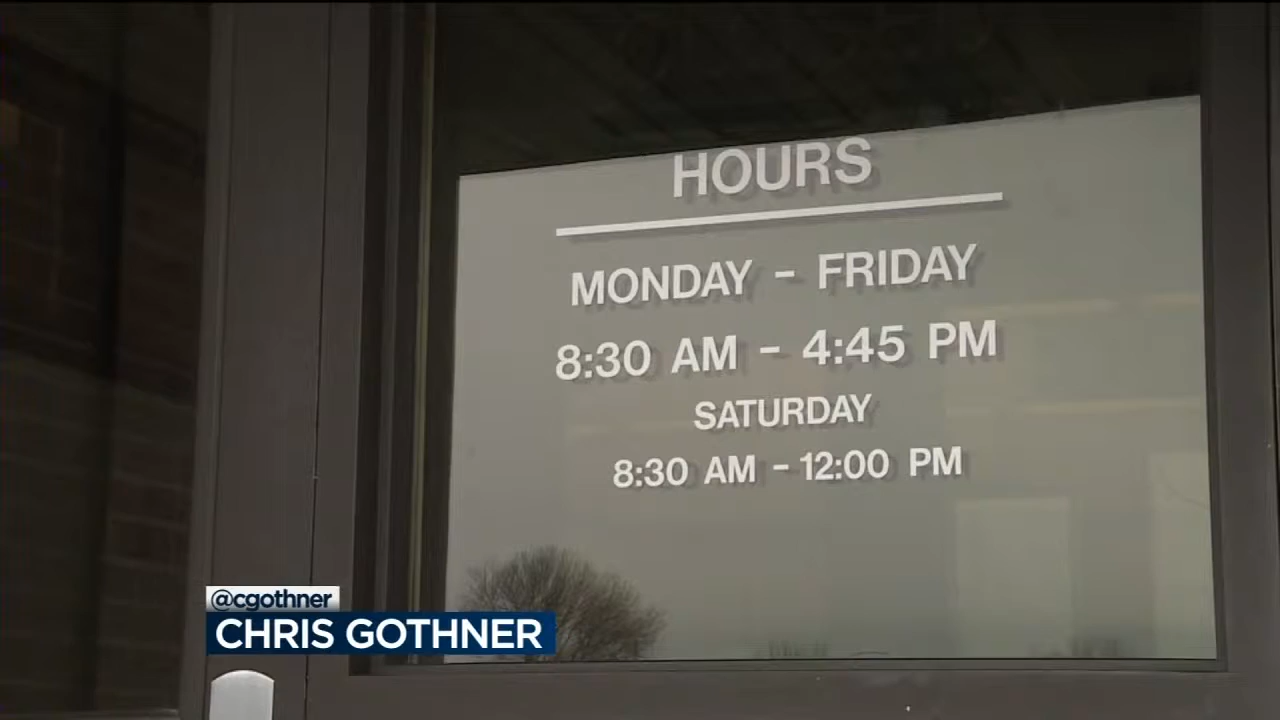 HOURS
MONDAY - FRIDAY
8:30 AM - 4:45 PM
SATURDAY
8:30 AM - 12:00 PM
@cgothner
CHRIS GOTHNER